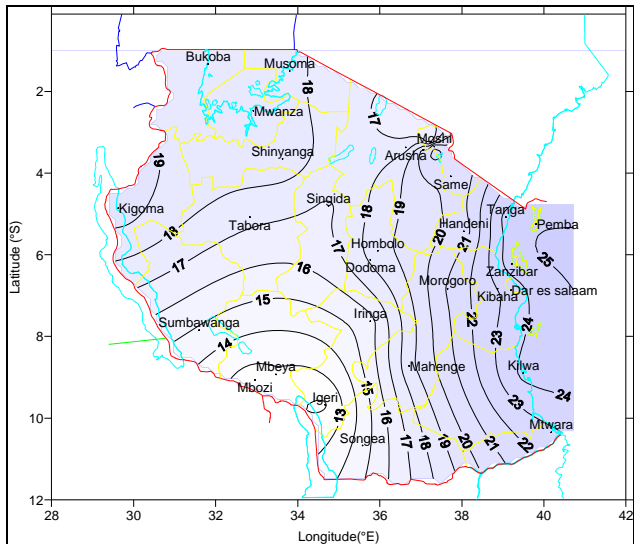 Bukoba
Musoma
2
18
17
Mwanza
Moshi
Shinyanga
Arusha
19
4
Same
Singida
18
19
Kigoma
Tabora
Handeni
Tanga
Pemba
20
21
18
17
Hombolo
25
6
17
16
Dodoma
Zanzibar
Morogoro
Kibaha
Dar es salaam
15
Iringa
22
24
Sumbawanga
23
8
14
Mbeya
Mahenge
Kilwa
Mbozi
15
24
Igeri
13
16
23
10
Mtwara
Songea
17
18
19
20
21
22
12
28
30
32
34
36
38
40
42
Latitude (°S)
Longitude(°E)